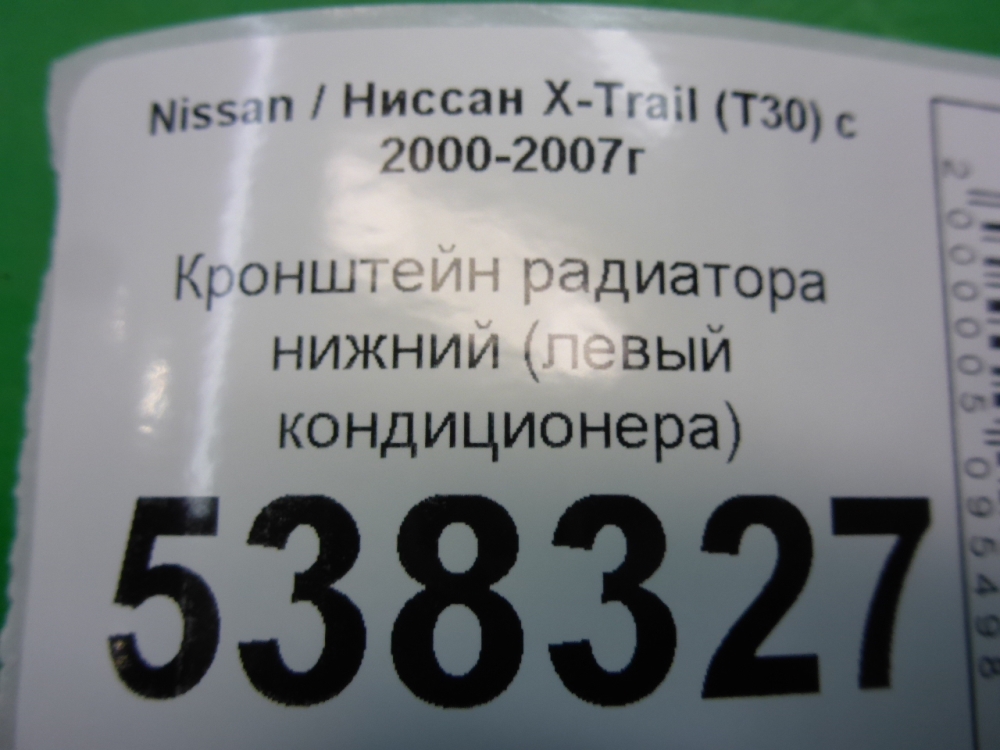 Nissan / Ниссан X-Trail (T30) с
2000-2007г
Кронштейн радиатора
нижний (левый
кондиционера)
538327
2000005095498